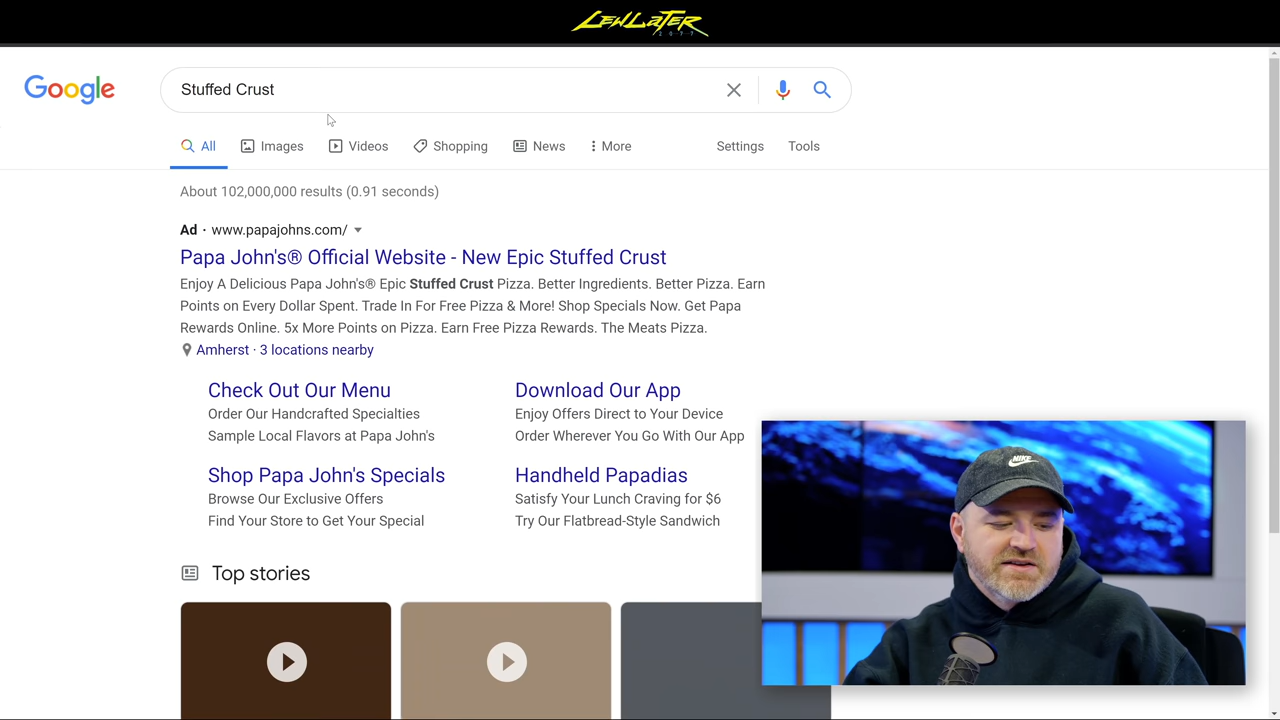 LEWLATER
2077
Google
Stuffed Crust
All
Images
Videos
Shopping
News
More
Settings
Tools
About 102,000,000 results (0.91 seconds)
Ad · www.papajohns.com/
Papa John's® Official Website - New Epic Stuffed Crust
Enjoy A Delicious Papa John's® Epic Stuffed Crust Pizza. Better Ingredients. Better Pizza. Earn
Points on Every Dollar Spent. Trade In For Free Pizza & More! Shop Specials Now. Get Papa
Rewards Online. 5x More Points on Pizza. Earn Free Pizza Rewards. The Meats Pizza.
Amherst · 3 locations nearby
Check Out Our Menu
Order Our Handcrafted Specialties
Sample Local Flavors at Papa John's
Download Our App
Enjoy Offers Direct to Your Device
Order Wherever You Go With Our App
Shop Papa John's Specials
Browse Our Exclusive Offers
Find Your Store to Get Your Special
Handheld Papadias
Satisfy Your Lunch Craving for $6
Try Our Flatbread-Style Sandwich
Top stories
NIKE